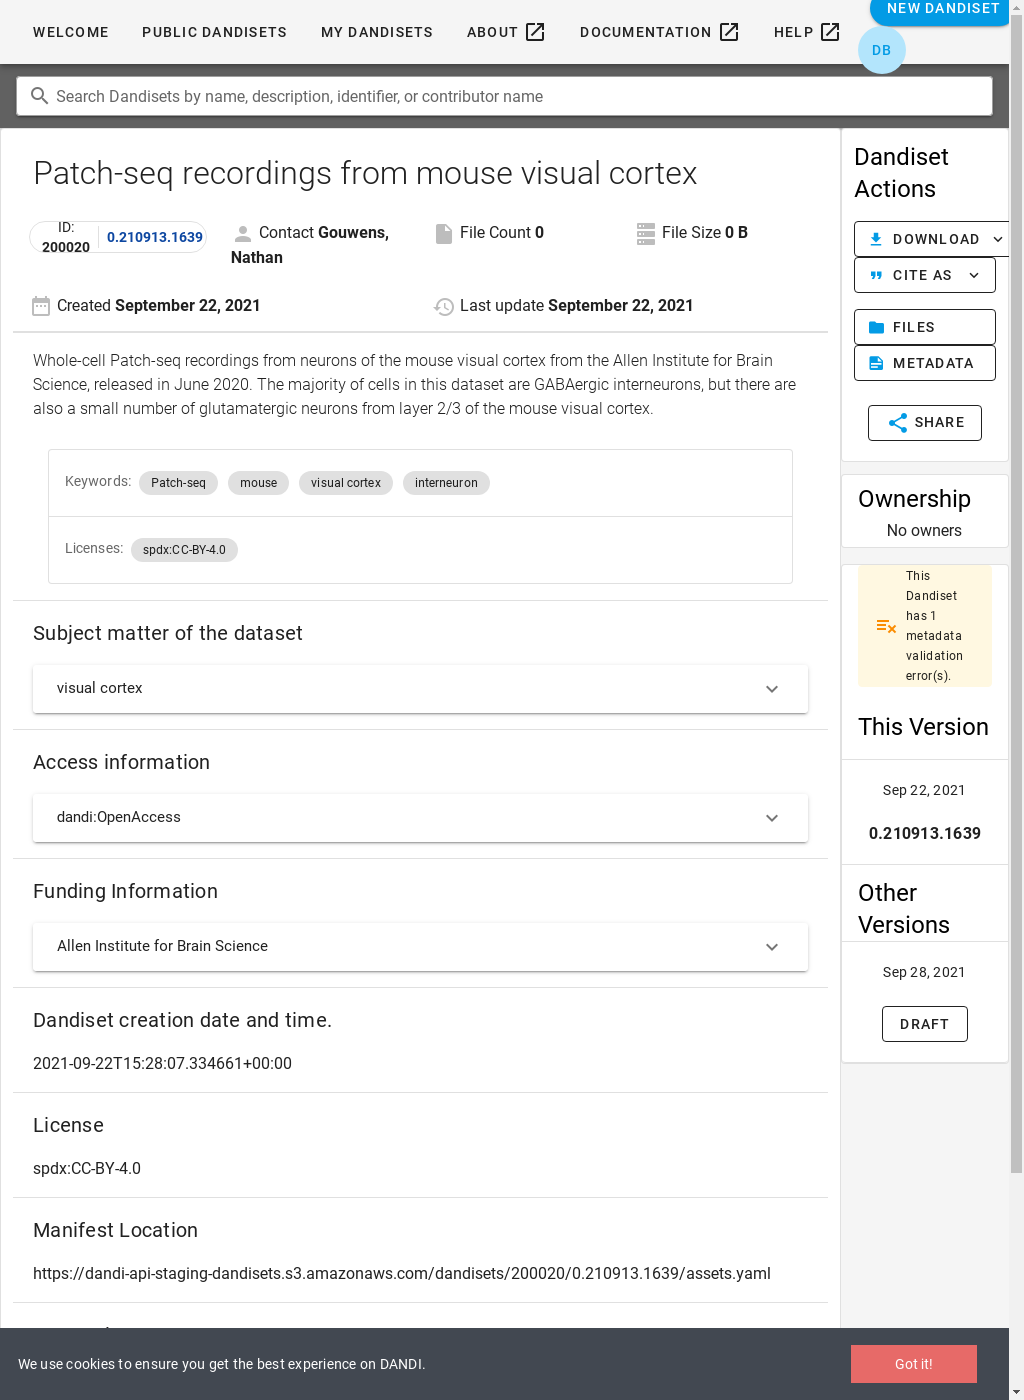 WELCOME PUBLIC DANDISETS MY DANDISETS ABOUT DOCUMENTATION HELP NEW DANDISET
DB
Search Dandisets by name, description, identifier, or contributor name
Patch-seq recordings from mouse visual cortex
ID:
200020
0.210913.1639
Contact Gouwens,
Nathan
File Count 0
File Size 0 B
Created September 22, 2021
Last update September 22, 2021
Whole-cell Patch-seq recordings from neurons of the mouse visual cortex from the Allen Institute for Brain
Science, released in June 2020. The majority of cells in this dataset are GABAergic interneurons, but there are
also a small number of glutamatergic neurons from layer 2/3 of the mouse visual cortex.
Keywords: Patch-seq mouse visual cortex interneuron
Licenses: spdx:CC-BY-4.0
Subject matter of the dataset
visual cortex
Access information
dandi:OpenAccess
Funding Information
Allen Institute for Brain Science
Dandiset creation date and time.
2021-09-22T15:28:07.334661+00:00
License
spdx:CC-BY-4.0
Manifest Location
https://dandi-api-staging-dandisets.s3.amazonaws.com/dandisets/200020/0.210913.1639/assets.yaml
Dandiset
Actions
DOWNLOAD
CITE AS
FILES
METADATA
SHARE
Ownership
No owners
This
Dandiset
has 1
metadata
validation
error(s).
This Version
Sep 22, 2021
0.210913.1639
Other
Versions
Sep 28, 2021
DRAFT
We use cookies to ensure you get the best experience on DANDI.
Got it!